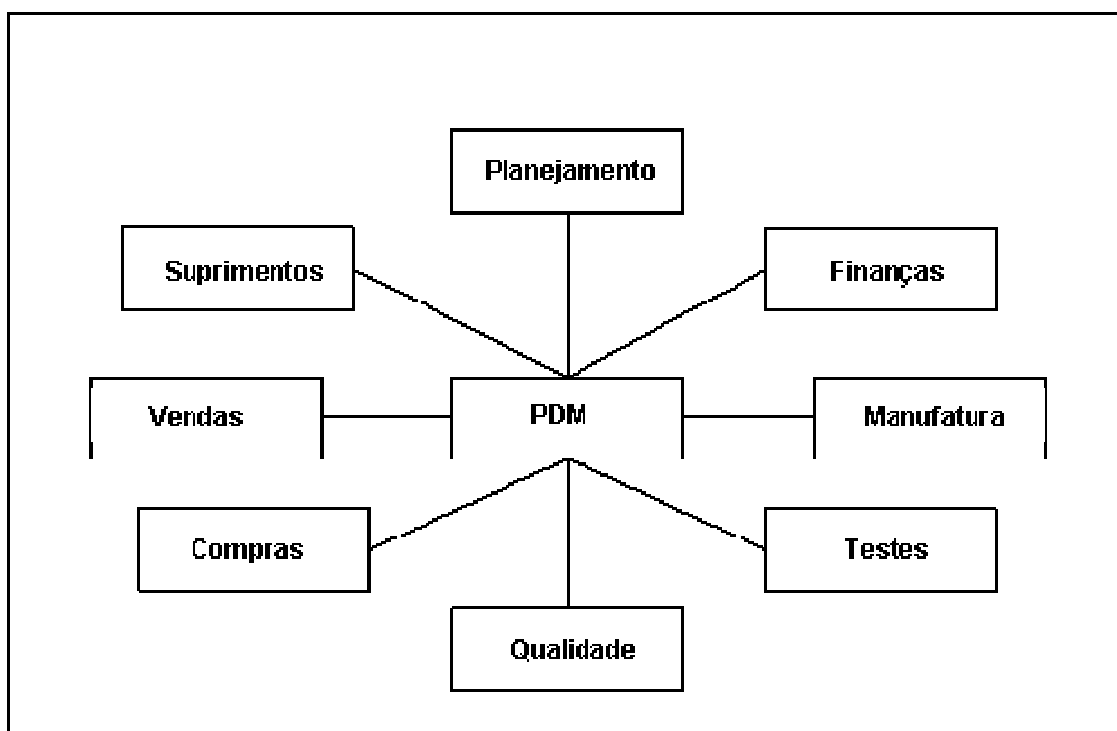 Planejamento
Suprimentos
Finanças
Vendas
PDM
Manufatura
Compras
Testes
Qualidade